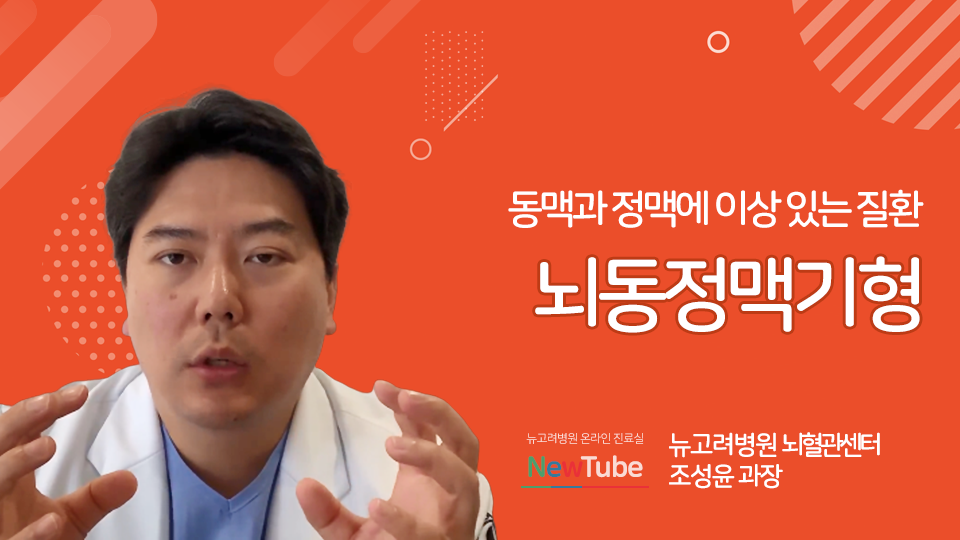 동맥과 정맥에 이상 있는 질환
뇌동정맥기형
뉴고려병원 온라인 진료실
NewTube
뉴고려병원 뇌혈관센터
조성윤 과장